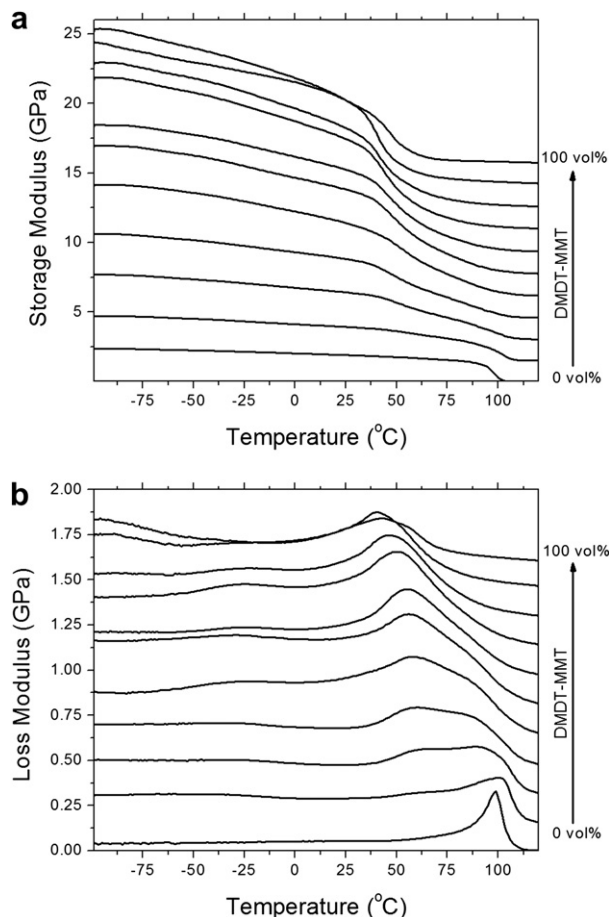 a
25
20
15
10
5
Storage Modulus (GPa)
-75 -50 -25 0 25 50 75 100
Temperature (°C)
100 vol%
DMDT-MMT
0 vol%
b
2.00
1.75
1.50
1.25
1.00
0.75
0.50
0.25
0.00
Loss Modulus (GPa)
-75 -50 -25 0 25 50 75 100
Temperature (°C)
100 vol%
DMDT-MMT
0 vol%